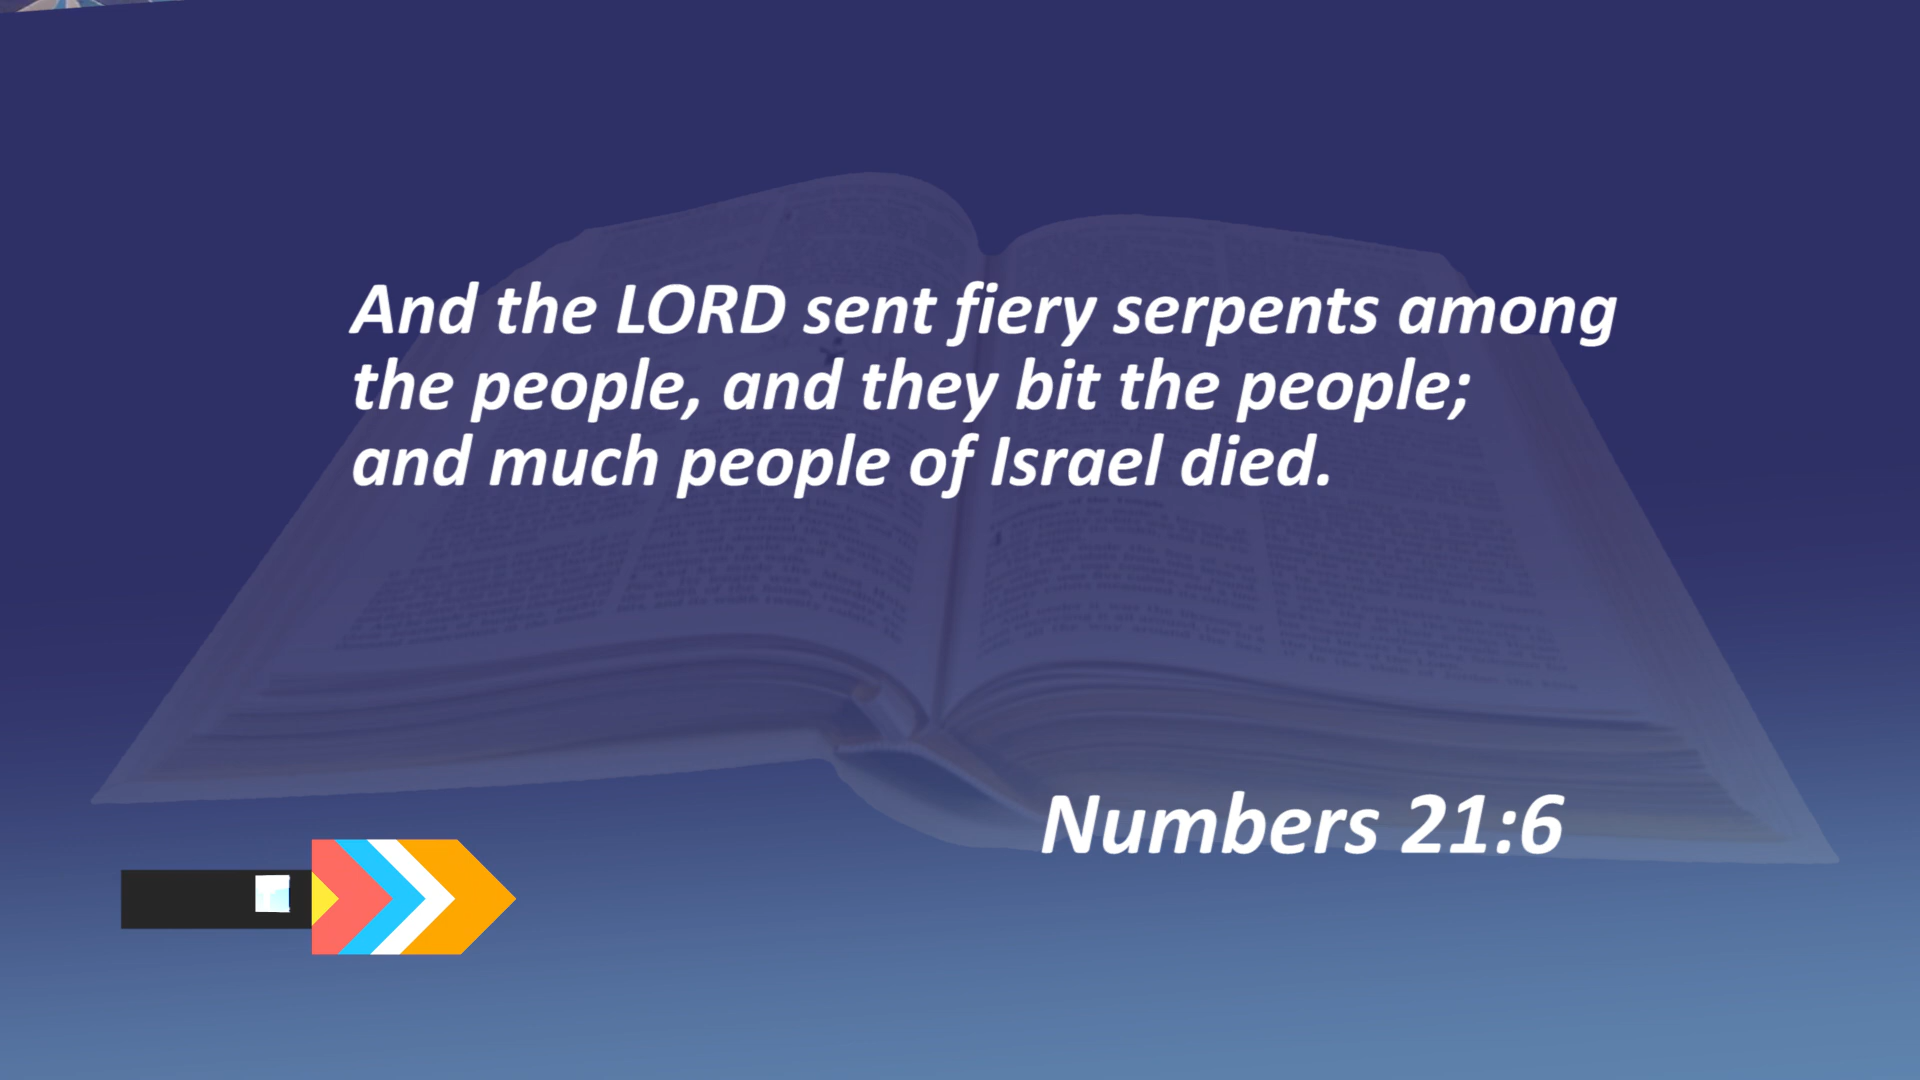 And the LORD sent fiery serpents among
the people, and they bit the people;
and much people of Israel died.
Numbers 21:6